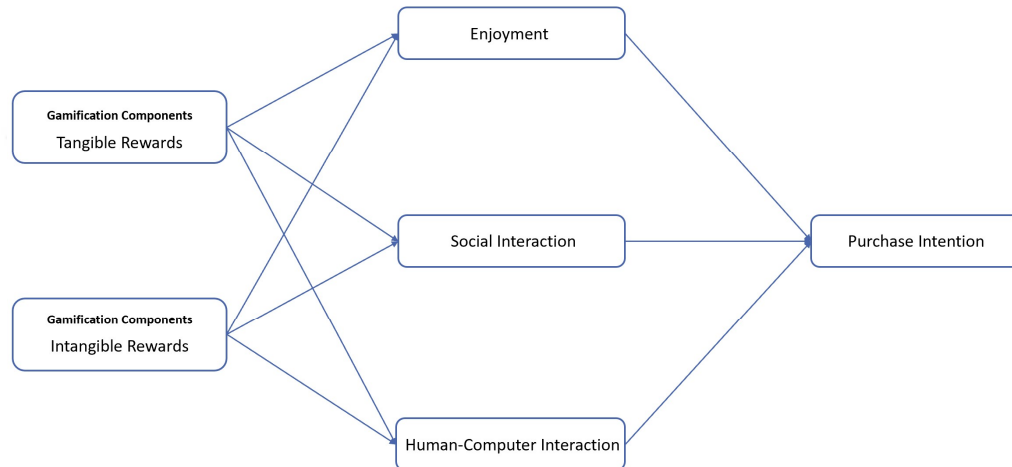 Enjoyment
Gamification Components
Tangible Rewards
Social Interaction
Purchase Intention
Gamification Components
Intangible Rewards
Human-Computer Interaction